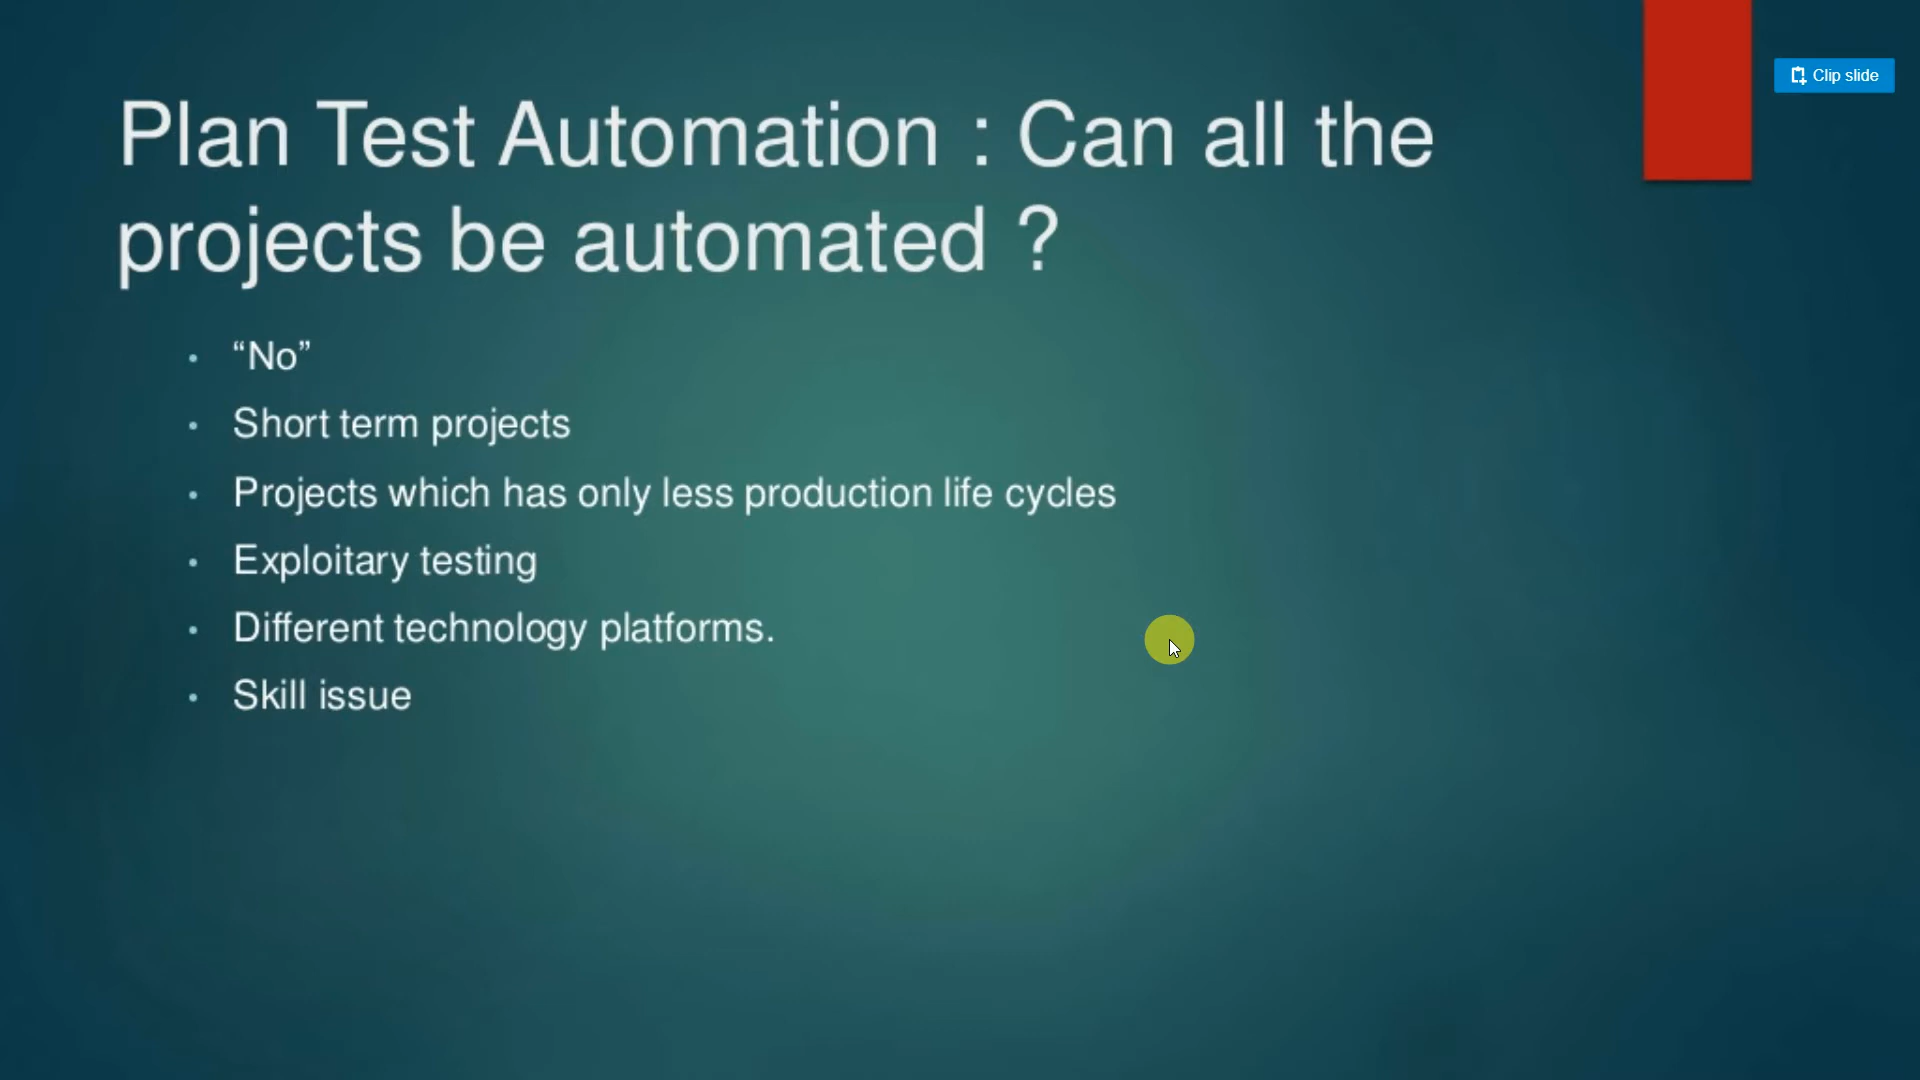 Clip slide
Plan Test Automation : Can all the
projects be automated ?
• “No”
• Short term projects
• Projects which has only less production life cycles
• Exploitary testing
• Different technology platforms.
• Skill issue